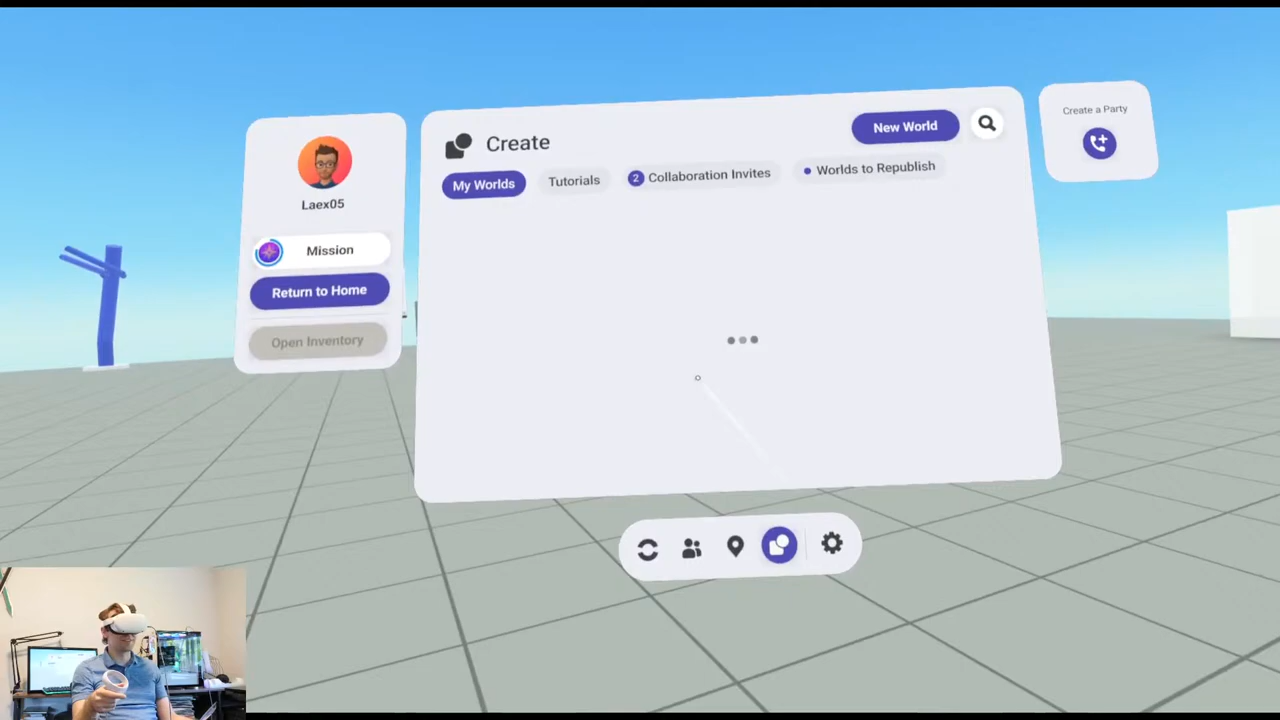 Laex05
Mission
Return to Home
Open Inventory
Create
New World
My Worlds
Tutorials
2 Collaboration Invites
Worlds to Republish
Create a Party